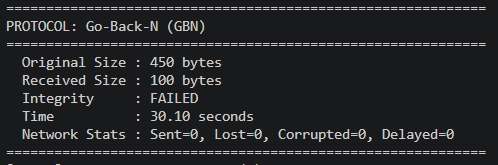 ============================================================
PROTOCOL: Go-Back-N (GBN)
============================================================
Original Size : 450 bytes
Received Size : 100 bytes
Integrity     : FAILED
Time          : 30.10 seconds
Network Stats : Sent=0, Lost=0, Corrupted=0, Delayed=0
============================================================